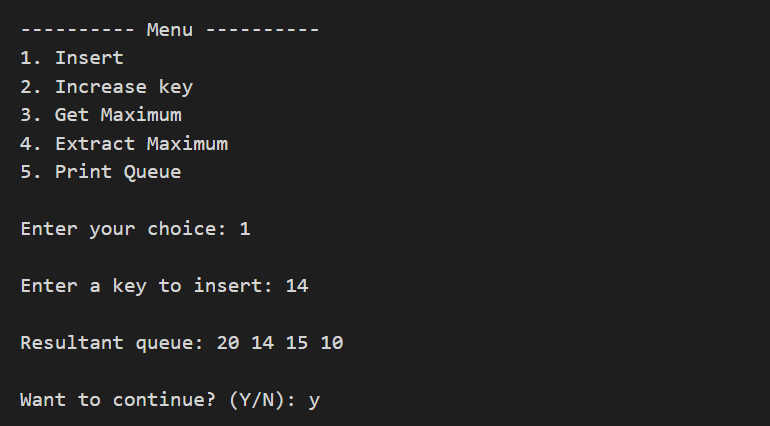 ---------- Menu ----------
1. Insert
2. Increase key
3. Get Maximum
4. Extract Maximum
5. Print Queue
Enter your choice: 1
Enter a key to insert: 14
Resultant queue: 20 14 15 10
Want to continue? (Y/N): y